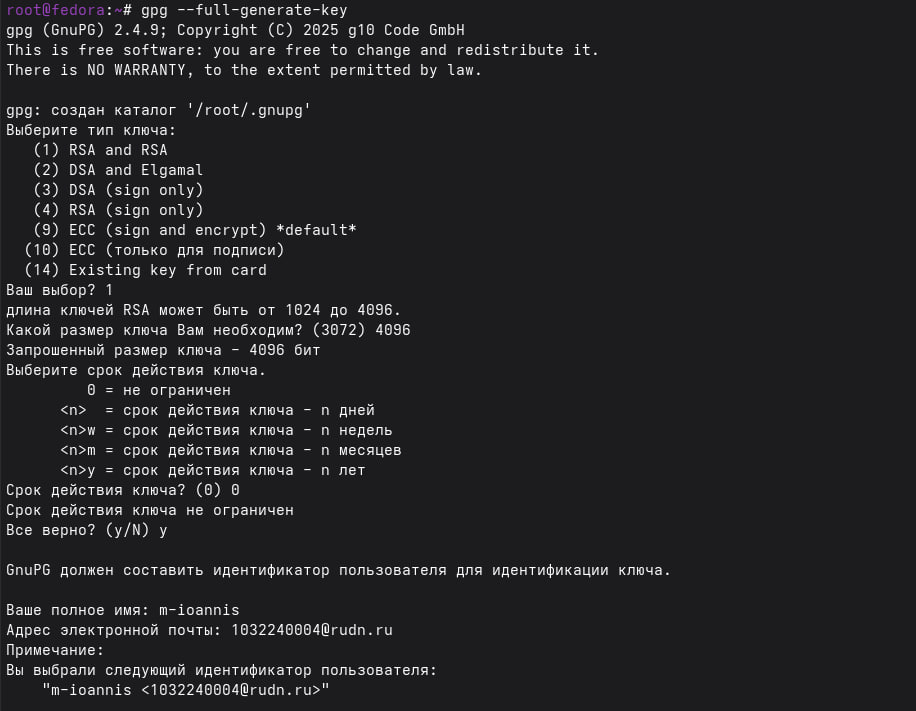 root@fedora:~# gpg --full-generate-key
gpg (GnuPG) 2.4.9; Copyright (C) 2025 g10 Code GmbH
This is free software: you are free to change and redistribute it.
There is NO WARRANTY, to the extent permitted by law.

gpg: создан каталог '/root/.gnupg'
Выберите тип ключа:
   (1) RSA and RSA
   (2) DSA and Elgamal
   (3) DSA (sign only)
   (4) RSA (sign only)
   (9) ECC (sign and encrypt) *default*
  (10) ECC (только для подписи)
  (14) Existing key from card
Ваш выбор? 1
длина ключей RSA может быть от 1024 до 4096.
Какой размер ключа Вам необходим? (3072) 4096
Запрошенный размер ключа - 4096 бит
Выберите срок действия ключа.
         0 = не ограничен
      <n>  = срок действия ключа - n дней
      <n>w = срок действия ключа - n недель
      <n>m = срок действия ключа - n месяцев
      <n>y = срок действия ключа - n лет
Срок действия ключа? (0) 0
Срок действия ключа не ограничен
Все верно? (y/N) y

GnuPG должен составить идентификатор пользователя для идентификации ключа.

Ваше полное имя: m-ioannis
Адрес электронной почты: 1032240004@rudn.ru
Примечание:
Вы выбрали следующий идентификатор пользователя:
    "m-ioannis <1032240004@rudn.ru>"